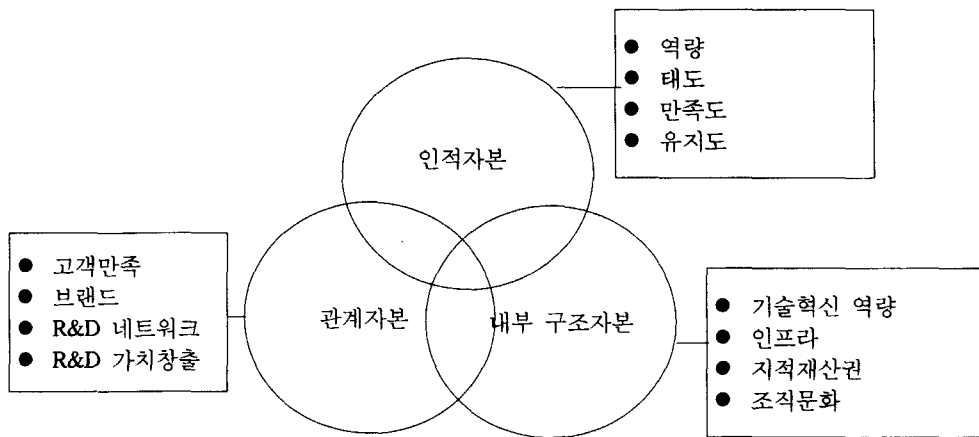 ● 역량
● 태도
● 만족도
● 유지도
인적자본
● 고객만족
● 브랜드
● R&D 네트워크
● R&D 가치창출
관계자본
내부 구조자본
● 기술혁신 역량
● 인프라
● 지적재산권
● 조직문화